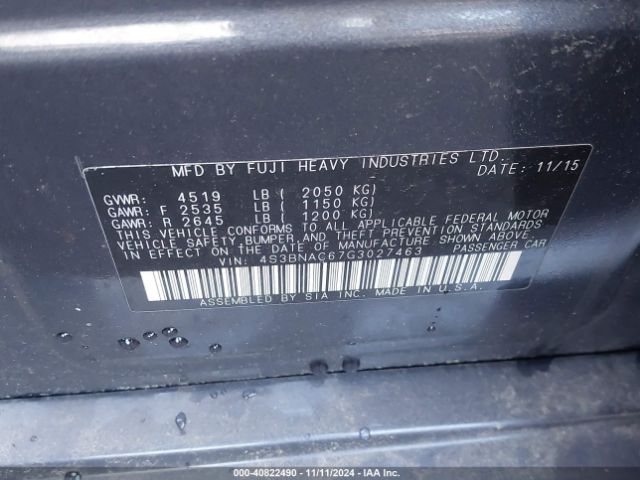 MFD BY FUJI HEAVY INDUSTRIES LTD.
DATE: 11/15
GVWR: 4519 LB ( 2050 KG)
GAWR: F 2535 LB ( 1150 KG)
GAWR: R 2645 LB ( 1200 KG)
THIS VEHICLE CONFORMS TO ALL APPLICABLE FEDERAL MOTOR
VEHICLE SAFETY, BUMPER, AND THEFT PREVENTION STANDARDS
IN EFFECT ON THE DATE OF MANUFACTURE SHOWN ABOVE.
VIN: 4S3BNAC67G3027463 PASSENGER CAR
ASSEMBLED BY SIA INC. MADE IN U.S.A.
000-40822490 - 11/11/2024 - IAA Inc.